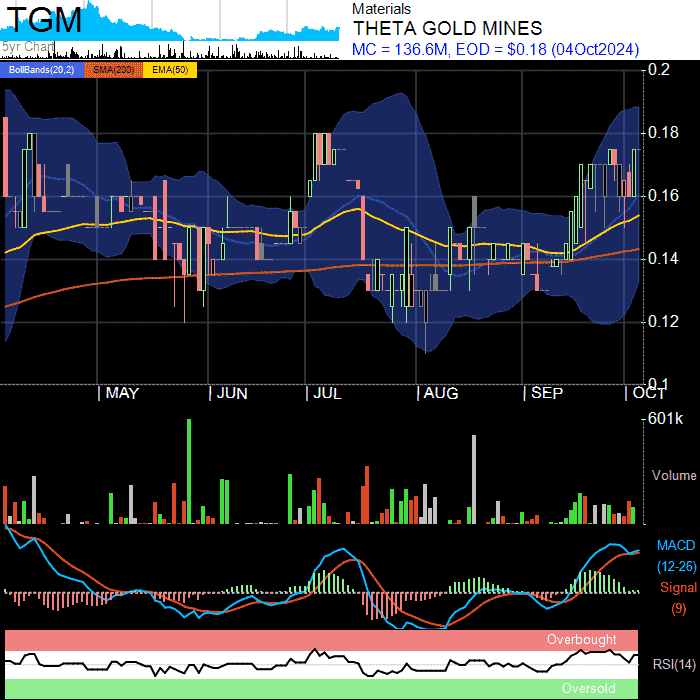 TGM
5yr Chart
Materials
THETA GOLD MINES
MC = 136.6M, EOD = $0.18 (04Oct2024)
BollBands(20,2) SMA(200) EMA(50)
0.2
0.18
0.16
0.14
0.12
0.1
MAY JUN JUL AUG SEP OCT
601k
Volume
MACD
(12-26)
Signal
(9)
Overbought
RSI(14)
Oversold